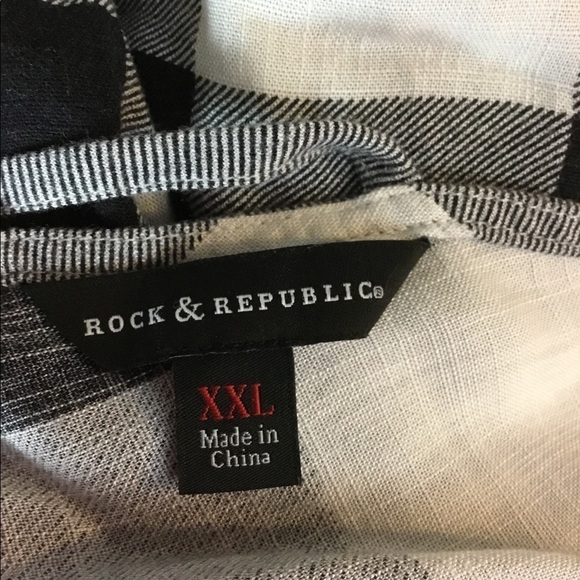 ROCK & REPUBLIC®
XXL
Made in
China